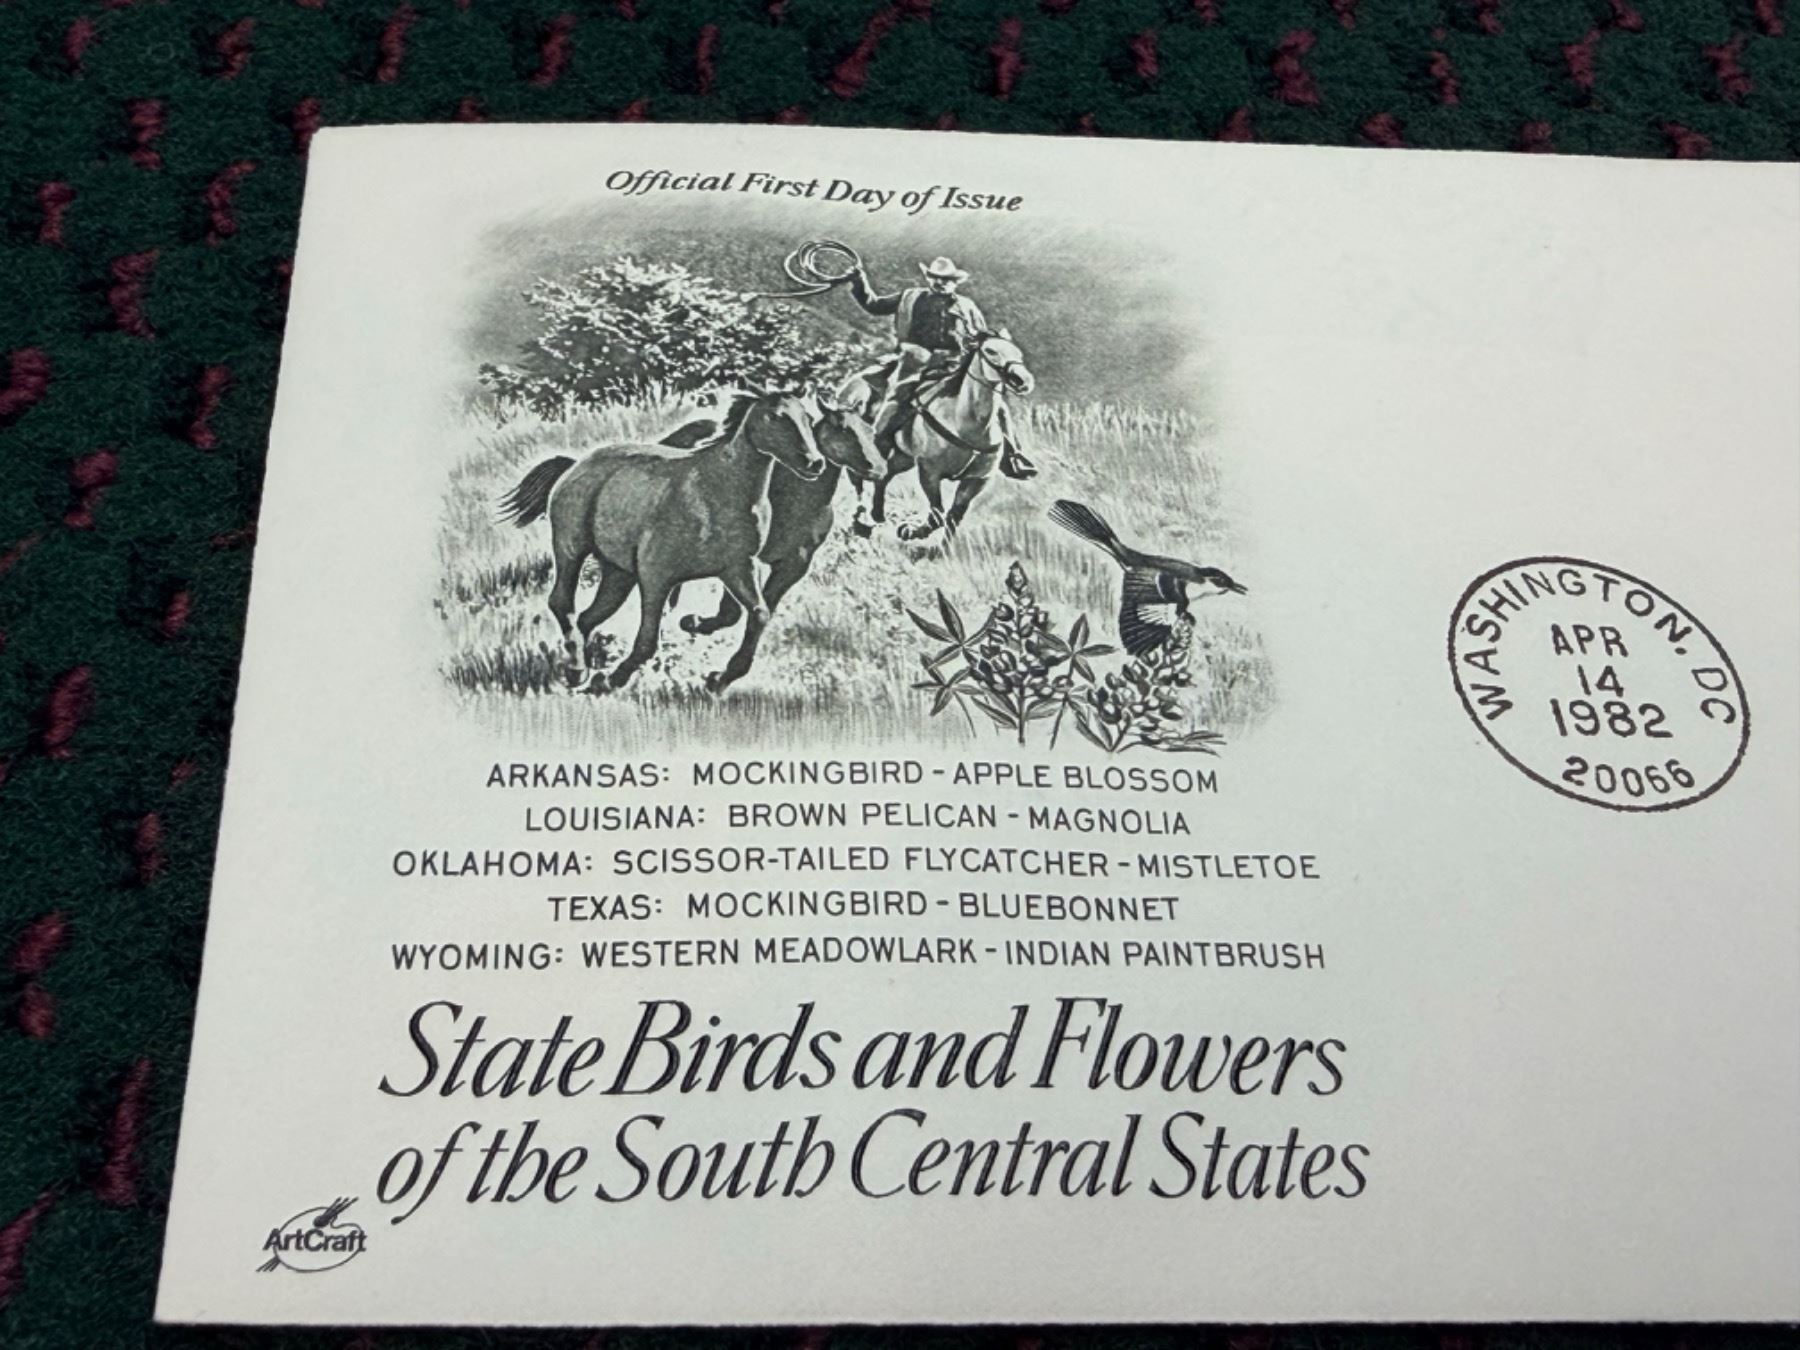 Official First Day of Issue
ARKANSAS: MOCKINGBIRD - APPLE BLOSSOM
LOUISIANA: BROWN PELICAN - MAGNOLIA
OKLAHOMA: SCISSOR-TAILED FLYCATCHER - MISTLETOE
TEXAS: MOCKINGBIRD - BLUEBONNET
WYOMING: WESTERN MEADOWLARK - INDIAN PAINTBRUSH
State Birds and Flowers
of the South Central States
ArtCraft
WASHINGTON. DC
APR
14
1982
20066